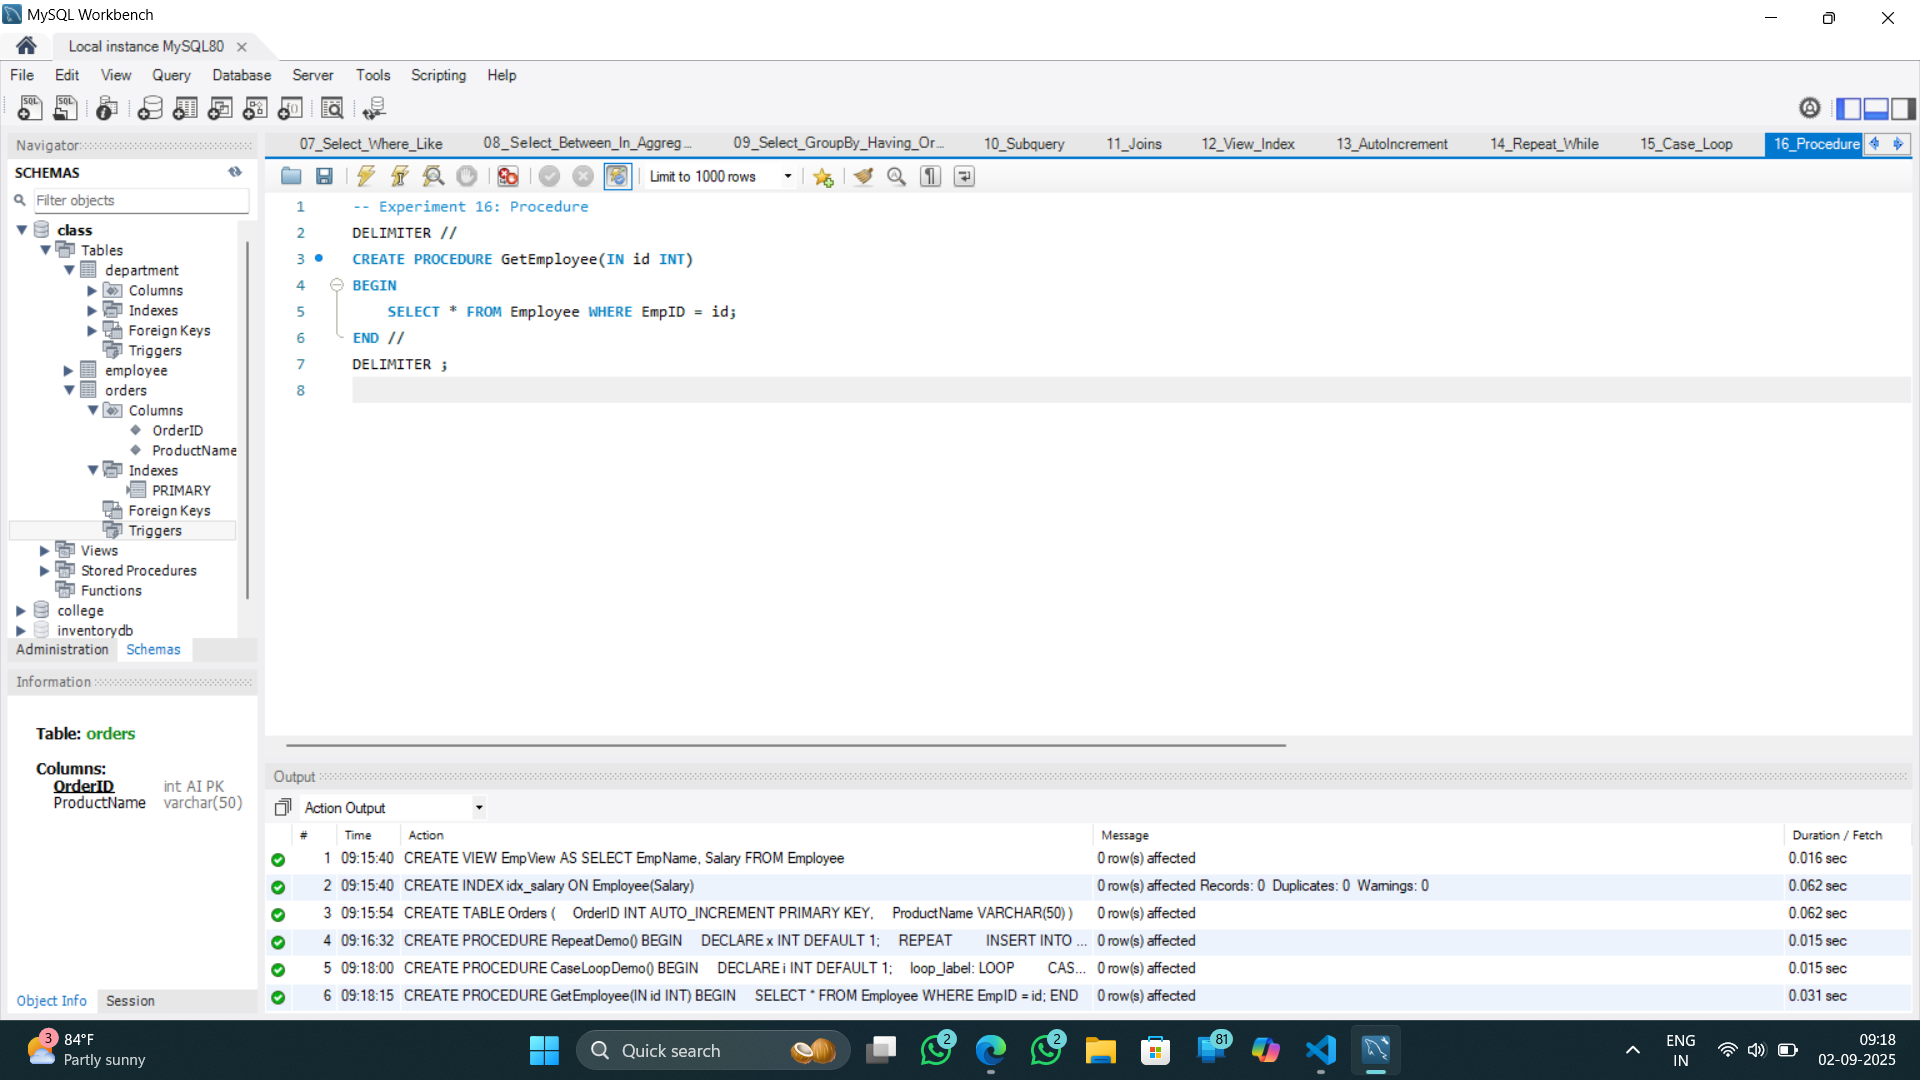 MySQL Workbench
Local instance MySQL80
File Edit View Query Database Server Tools Scripting Help
Navigator
SCHEMAS
Filter objects
class
Tables
department
Columns
Indexes
Foreign Keys
Triggers
employee
orders
Columns
OrderID
ProductName
Indexes
PRIMARY
Foreign Keys
Triggers
Views
Stored Procedures
Functions
college
inventorydb
Administration Schemas
Information
Table: orders
Columns:
OrderID int AI PK
ProductName varchar(50)
Object Info Session
07_Select_Where_Like 08_Select_Between_In_Aggreg... 09_Select_GroupBy_Having_Or... 10_Subquery 11_Joins 12_View_Index 13_AutoIncrement 14_Repeat_While 15_Case_Loop 16_Procedure
Limit to 1000 rows
1 -- Experiment 16: Procedure
2 DELIMITER //
3 CREATE PROCEDURE GetEmployee(IN id INT)
4 BEGIN
5 SELECT * FROM Employee WHERE EmpID = id;
6 END //
7 DELIMITER ;
8
Output
Action Output
# Time Action Message Duration / Fetch
1 09:15:40 CREATE VIEW EmpView AS SELECT EmpName, Salary FROM Employee 0 row(s) affected 0.016 sec
2 09:15:40 CREATE INDEX idx_salary ON Employee(Salary) 0 row(s) affected Records: 0 Duplicates: 0 Warnings: 0 0.062 sec
3 09:15:54 CREATE TABLE Orders ( OrderID INT AUTO_INCREMENT PRIMARY KEY, ProductName VARCHAR(50) ) 0 row(s) affected 0.062 sec
4 09:16:32 CREATE PROCEDURE RepeatDemo() BEGIN DECLARE x INT DEFAULT 1; REPEAT INSERT INTO ... 0 row(s) affected 0.015 sec
5 09:18:00 CREATE PROCEDURE CaseLoopDemo() BEGIN DECLARE i INT DEFAULT 1; loop_label: LOOP CAS... 0 row(s) affected 0.015 sec
6 09:18:15 CREATE PROCEDURE GetEmployee(IN id INT) BEGIN SELECT * FROM Employee WHERE EmpID = id; END 0 row(s) affected 0.031 sec
3 84°F
Partly sunny
Quick search
2
2
81
ENG
IN
09:18
02-09-2025